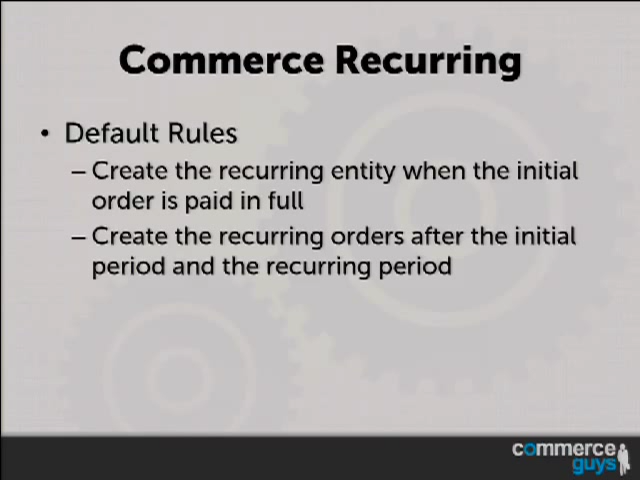 Commerce Recurring
• Default Rules
– Create the recurring entity when the initial
order is paid in full
– Create the recurring orders after the initial
period and the recurring period
commerce
guys